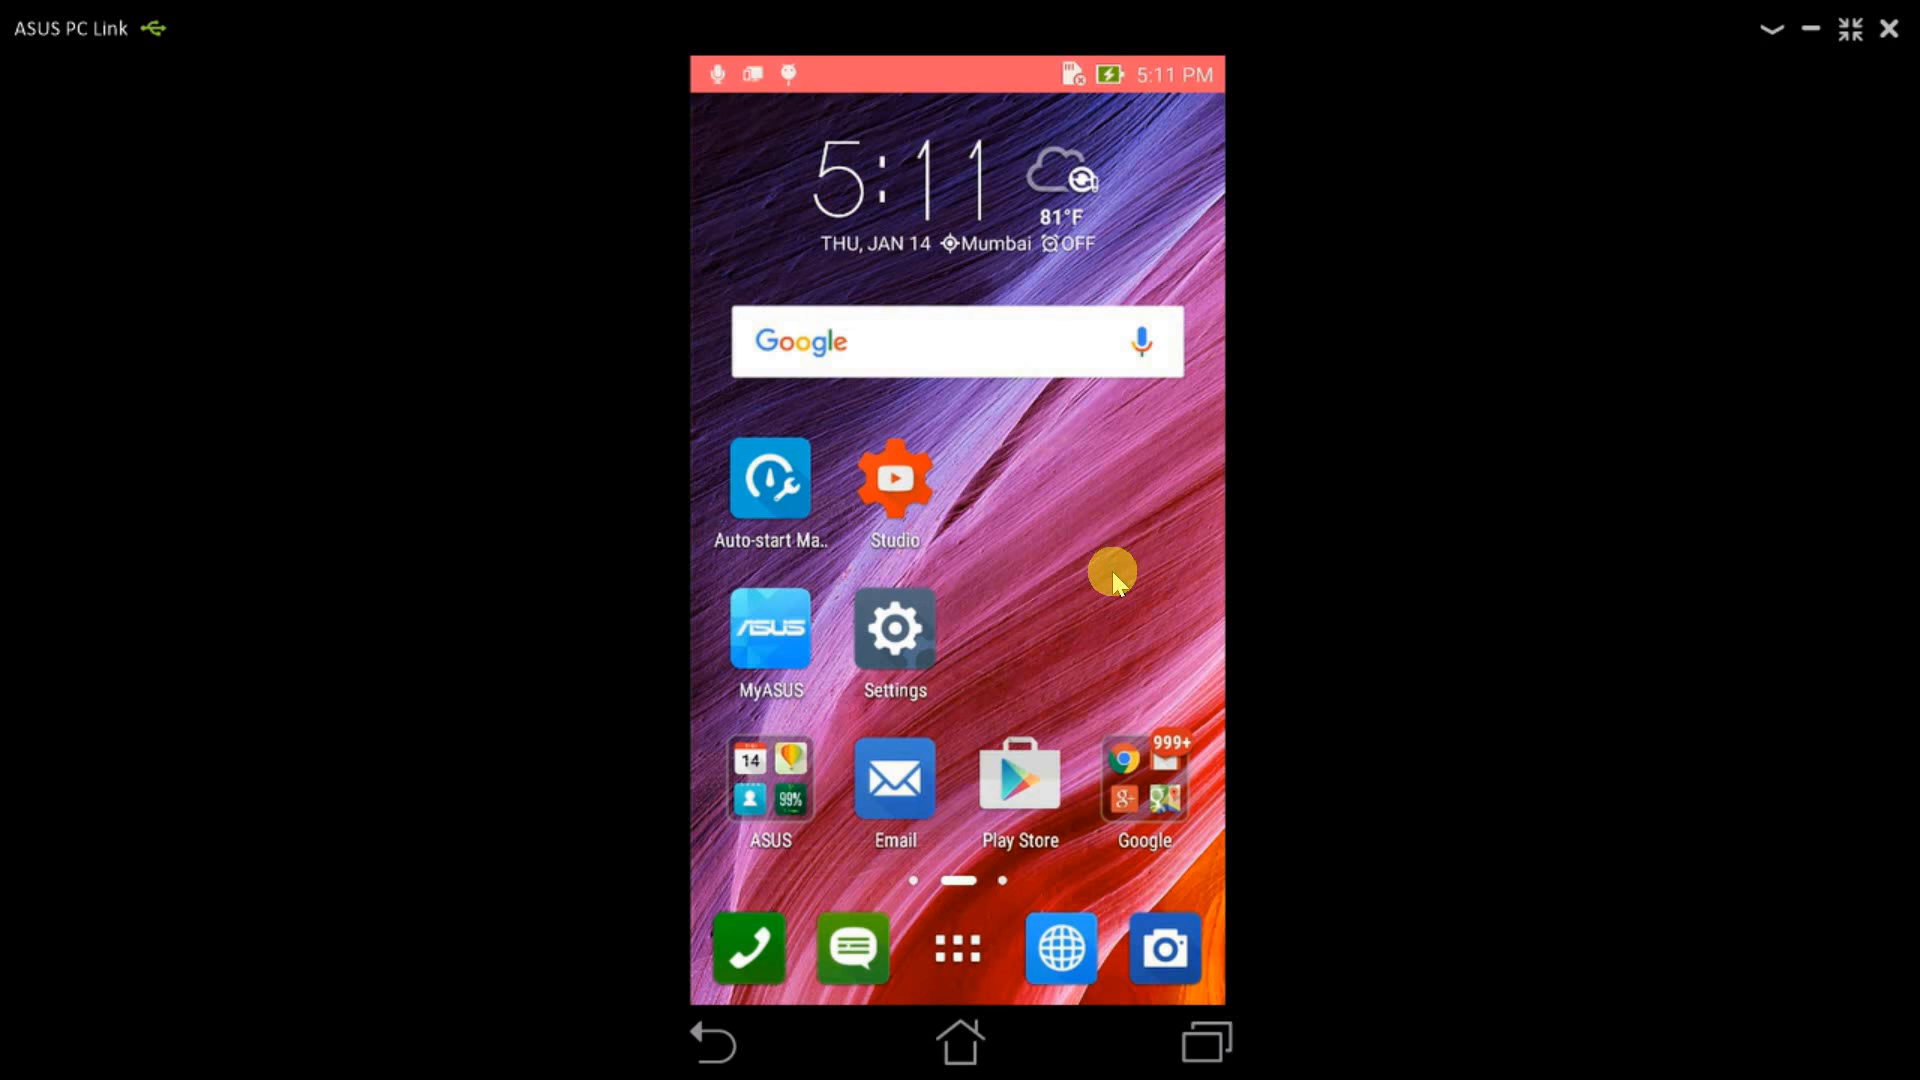 ASUS PC Link
5:11 PM
5:11
81°F
THU, JAN 14 Mumbai OFF
Google
Auto-start Ma.. Studio
/SUS
MyASUS Settings
999+
14
g+ g
99%
ASUS Email Play Store Google